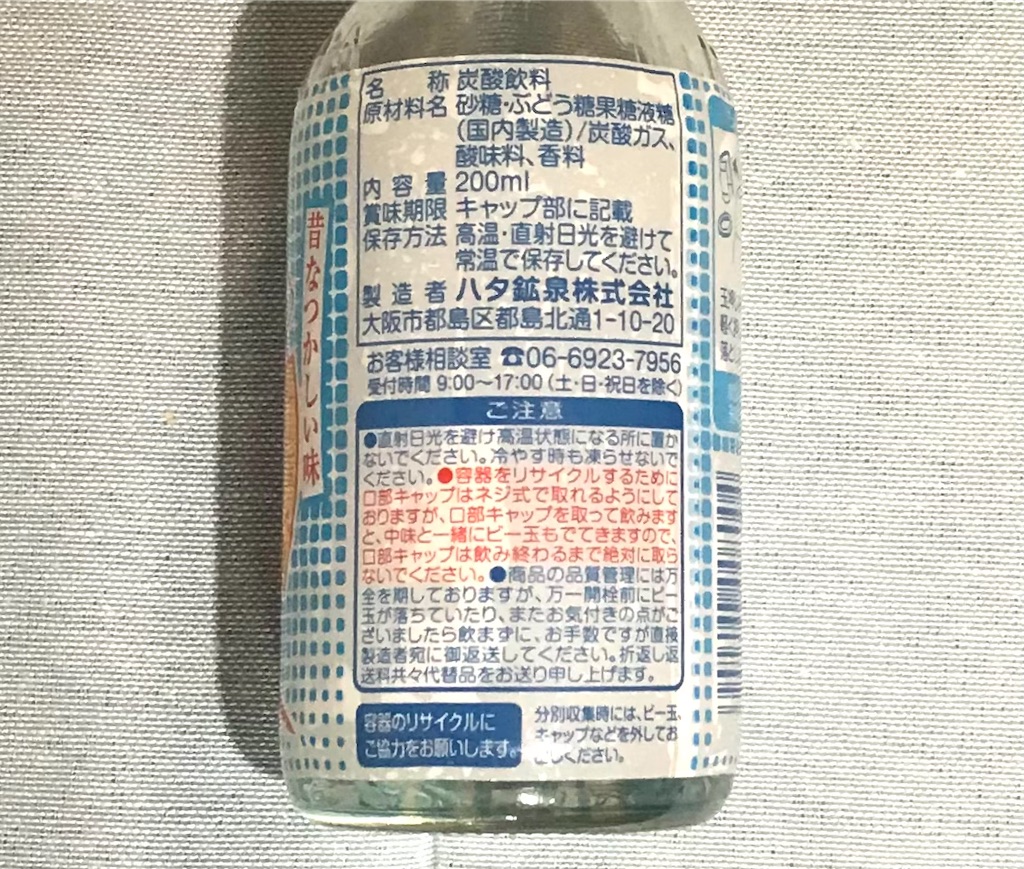 名 称 炭酸飲料
原材料名 砂糖・ぶどう糖果糖液糖
(国内製造)/炭酸ガス、
酸味料、香料
内容量 200ml
賞味期限 キャップ部に記載
保存方法 高温・直射日光を避けて
常温で保存してください。
製造者 ハタ鉱泉株式会社
大阪市都島区都島北通1-10-20
お客様相談室 ☎06-6923-7956
受付時間 9:00〜17:00(土・日・祝日を除く)
ご注意
●直射日光を避け高温状態になる所に置か
ないでください。冷やす時も凍らせないで
ください。●容器をリサイクルするために
口部キャップはネジ式で取れるようにして
おりますが、口部キャップを取って飲みます
と、中味と一緒にビー玉もでてきますので、
口部キャップは飲み終わるまで絶対に取ら
ないでください。●商品の品質管理には万
全を期しておりますが、万一開栓前にビー
玉が落ちていたり、またお気付きの点がご
ざいましたら飲まずに、お手数ですが直接
製造者宛に御返送してください。折返し返
送料共々代替品をお送り申し上げます。
容器のリサイクルに
ご協力をお願いします。
分別収集時には、ビー玉、
キャップなどを外してお
しください。
昔なつかしい味